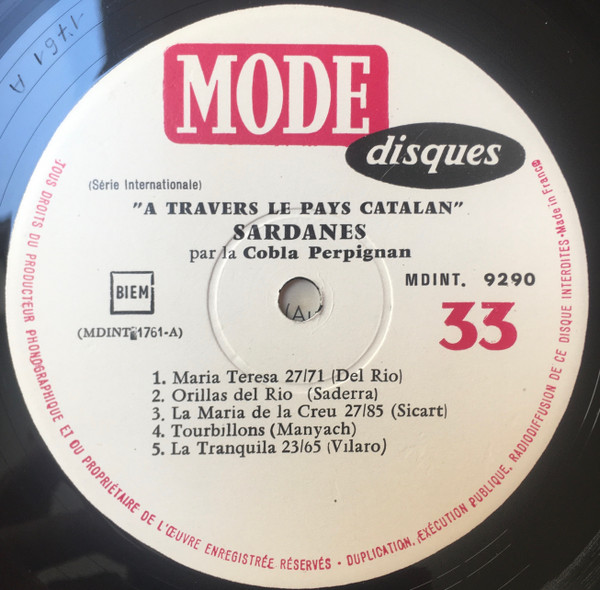 1761 A
MODE
disques
(Série Internationale)
"A TRAVERS LE PAYS CATALAN"
SARDANES
par la Cobla Perpignan
BIEM
(MDINT 1761-A)
MDINT. 9290
33
1. Maria Teresa 27/71 (Del Rio)
2. Orillas del Rio (Saderra)
3. La Maria de la Creu 27/85 (Sicart)
4. Tourbillons (Manyach)
5. La Tranquila 23/65 (Vilaro)
TOUS DROITS DU PRODUCTEUR PHONOGRAPHIQUE ET DU PROPRIÉTAIRE DE L'ŒUVRE ENREGISTRÉE RÉSERVÉS - DUPLICATION, EXÉCUTION PUBLIQUE, RADIODIFFUSION DE CE DISQUE INTERDITES - Made in France